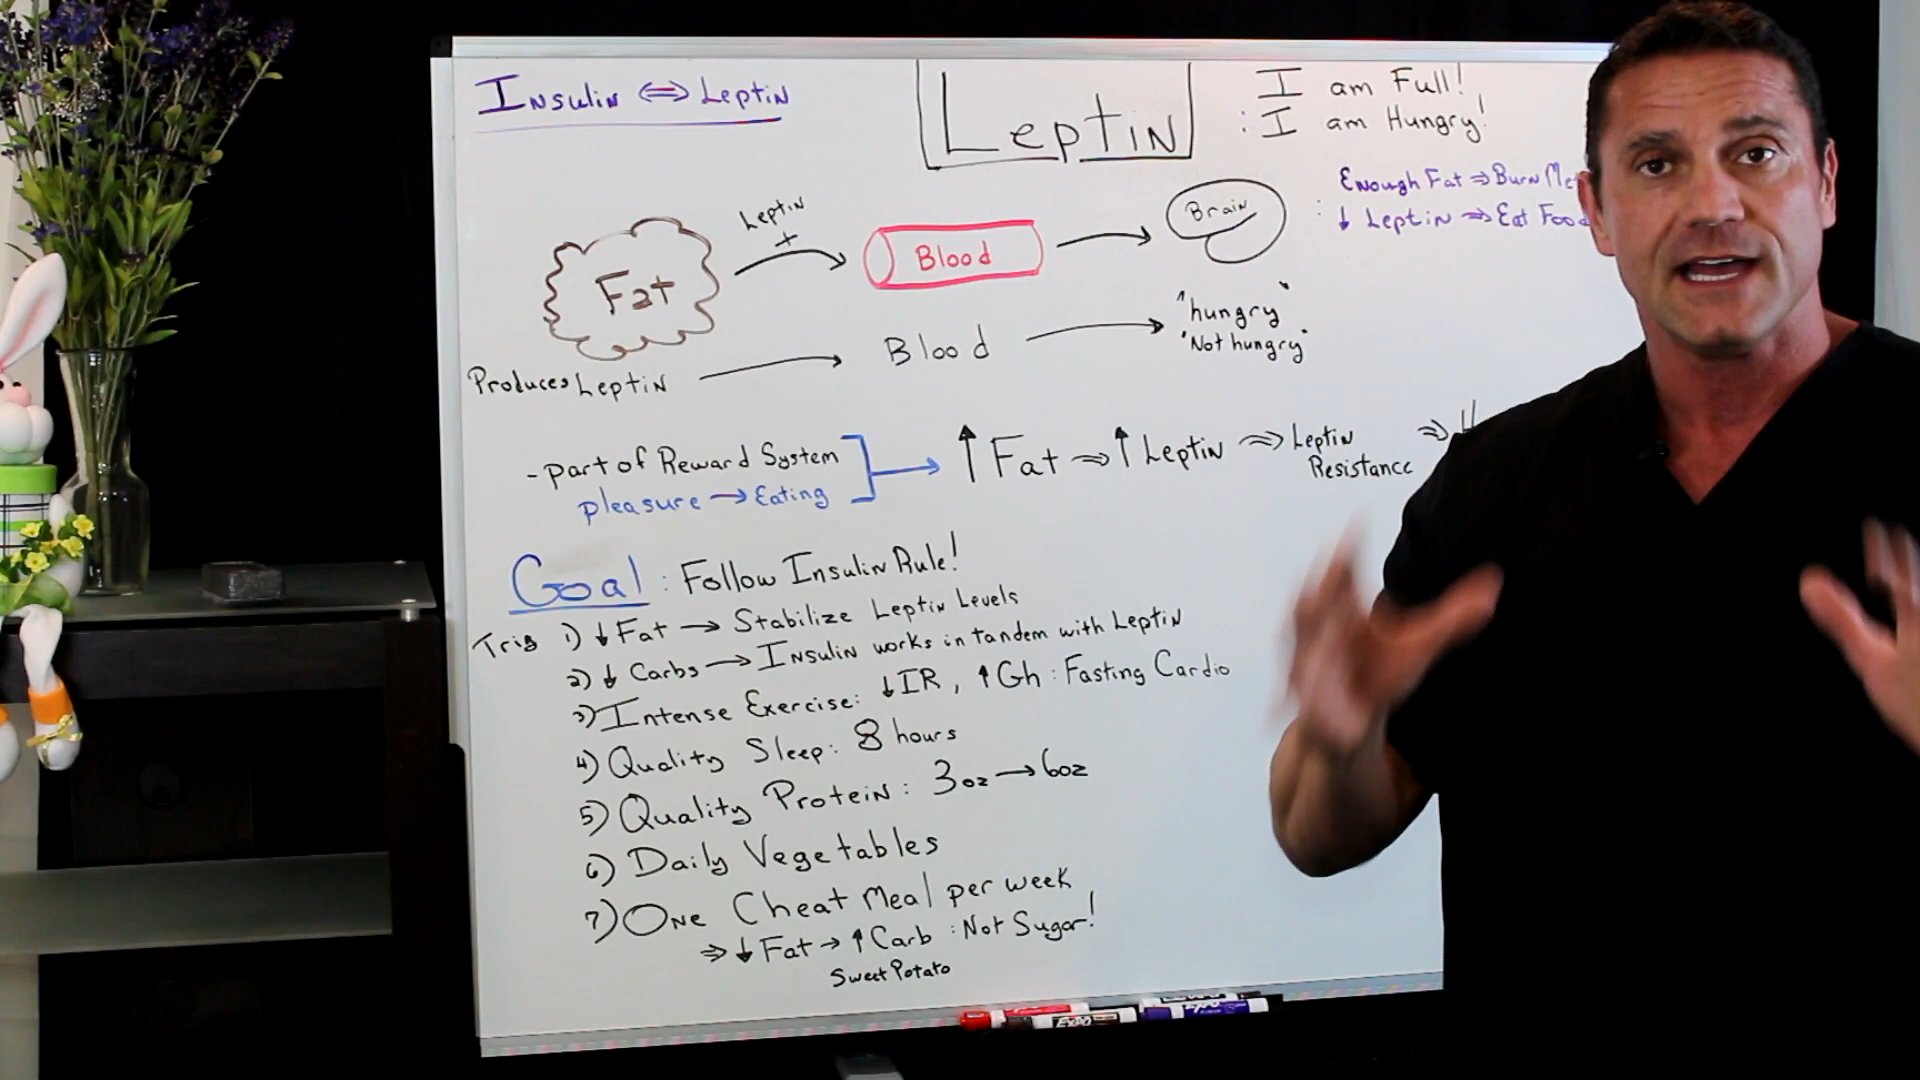 Insulin ⇔ Leptin
Leptin
I am Full!
: I am Hungry!
Enough Fat ⇒ Burn
: ↓ Leptin ⇒ Eat Food
Leptin
+
Fat
Blood
Brain
Produces Leptin → Blood →
"hungry"
"Not hungry"
- part of Reward System
pleasure → Eating
↑ Fat ⇒ ↑ Leptin ⇒ Leptin Resistance ⇒
Goal : Follow Insulin Rule!
Trig 1) ↓ Fat → Stabilize Leptin Levels
2) ↓ Carbs → Insulin works in tandem with Leptin
3) Intense Exercise: ↓ IR, ↑ Gh : Fasting Cardio
4) Quality Sleep: 8 hours
5) Quality Protein: 3oz → 6oz
6) Daily Vegetables
7) One Cheat Meal per week
⇒ ↓ Fat → ↑ Carb : Not Sugar!
Sweet Potato
EXPO
EXPO